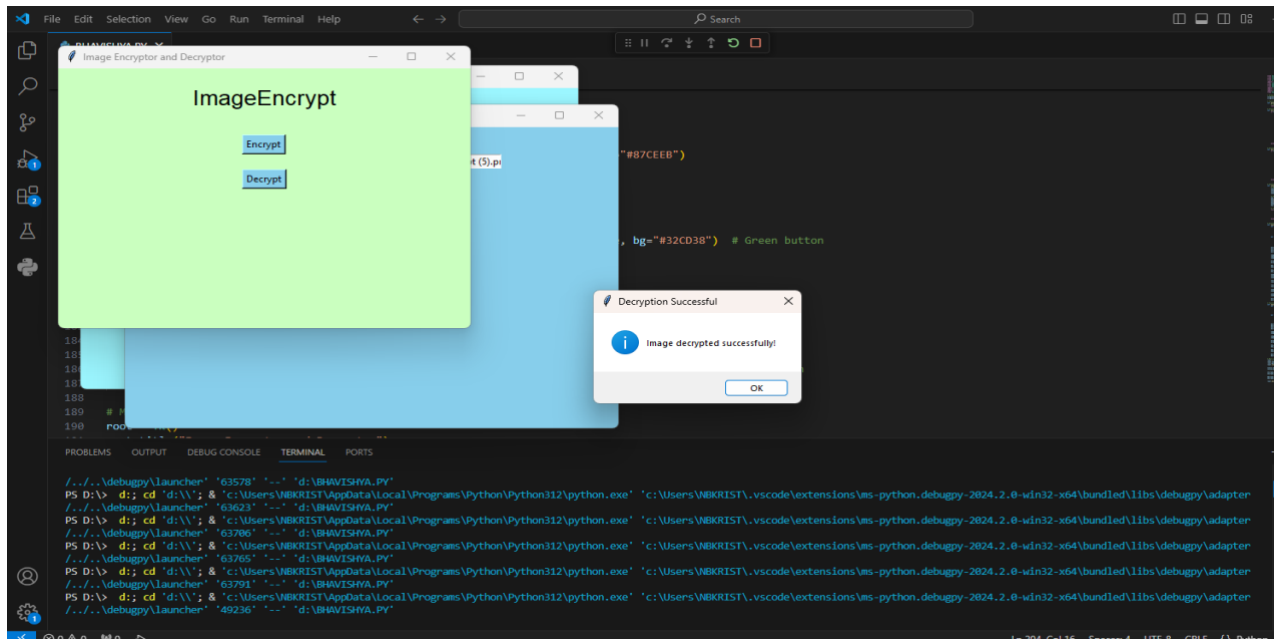 File Edit Selection View Go Run Terminal Help
Search
BHAVISHYA.PY
Image Encryptor and Decryptor
ImageEncrypt
Encrypt
Decrypt
(5).p
"#87CEEB")
, bg="#32CD38") # Green button
Decryption Successful
Image decrypted successfully!
OK
184
185
186
187
188
189 #
190
PROBLEMS OUTPUT DEBUG CONSOLE TERMINAL PORTS
/../..\debugpy\launcher' '63578' '--' 'd:\BHAVISHYA.PY'
PS D:\> d:; cd 'd:\\'; & 'c:\Users\NBKRIST\AppData\Local\Programs\Python\Python312\python.exe' 'c:\Users\NBKRIST\.vscode\extensions\ms-python.debugpy-2024.2.0-win32-x64\bundled\libs\debugpy\adapter
/../..\debugpy\launcher' '63623' '--' 'd:\BHAVISHYA.PY'
PS D:\> d:; cd 'd:\\'; & 'c:\Users\NBKRIST\AppData\Local\Programs\Python\Python312\python.exe' 'c:\Users\NBKRIST\.vscode\extensions\ms-python.debugpy-2024.2.0-win32-x64\bundled\libs\debugpy\adapter
/../..\debugpy\launcher' '63706' '--' 'd:\BHAVISHYA.PY'
PS D:\> d:; cd 'd:\\'; & 'c:\Users\NBKRIST\AppData\Local\Programs\Python\Python312\python.exe' 'c:\Users\NBKRIST\.vscode\extensions\ms-python.debugpy-2024.2.0-win32-x64\bundled\libs\debugpy\adapter
/../..\debugpy\launcher' '63765' '--' 'd:\BHAVISHYA.PY'
PS D:\> d:; cd 'd:\\'; & 'c:\Users\NBKRIST\AppData\Local\Programs\Python\Python312\python.exe' 'c:\Users\NBKRIST\.vscode\extensions\ms-python.debugpy-2024.2.0-win32-x64\bundled\libs\debugpy\adapter
/../..\debugpy\launcher' '63791' '--' 'd:\BHAVISHYA.PY'
PS D:\> d:; cd 'd:\\'; & 'c:\Users\NBKRIST\AppData\Local\Programs\Python\Python312\python.exe' 'c:\Users\NBKRIST\.vscode\extensions\ms-python.debugpy-2024.2.0-win32-x64\bundled\libs\debugpy\adapter
/../..\debugpy\launcher' '49236' '--' 'd:\BHAVISHYA.PY'